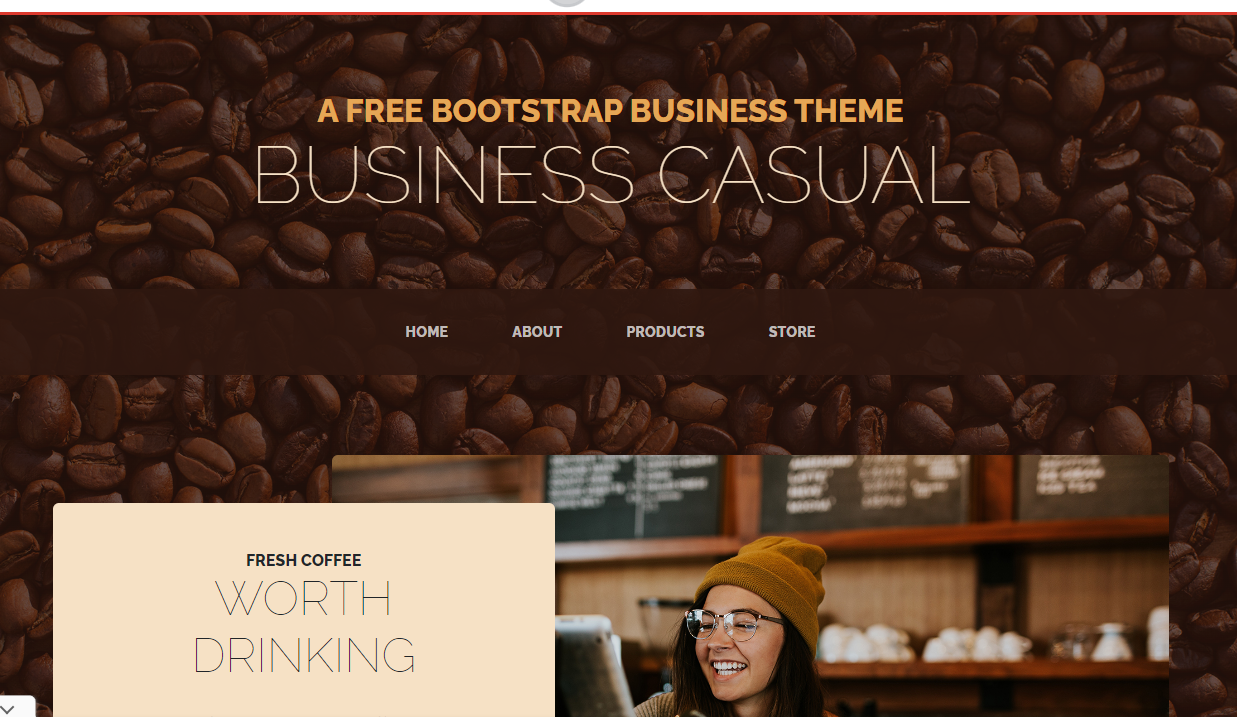 A FREE BOOTSTRAP BUSINESS THEME
BUSINESS CASUAL
HOME
ABOUT
PRODUCTS
STORE
FRESH COFFEE
WORTH
DRINKING